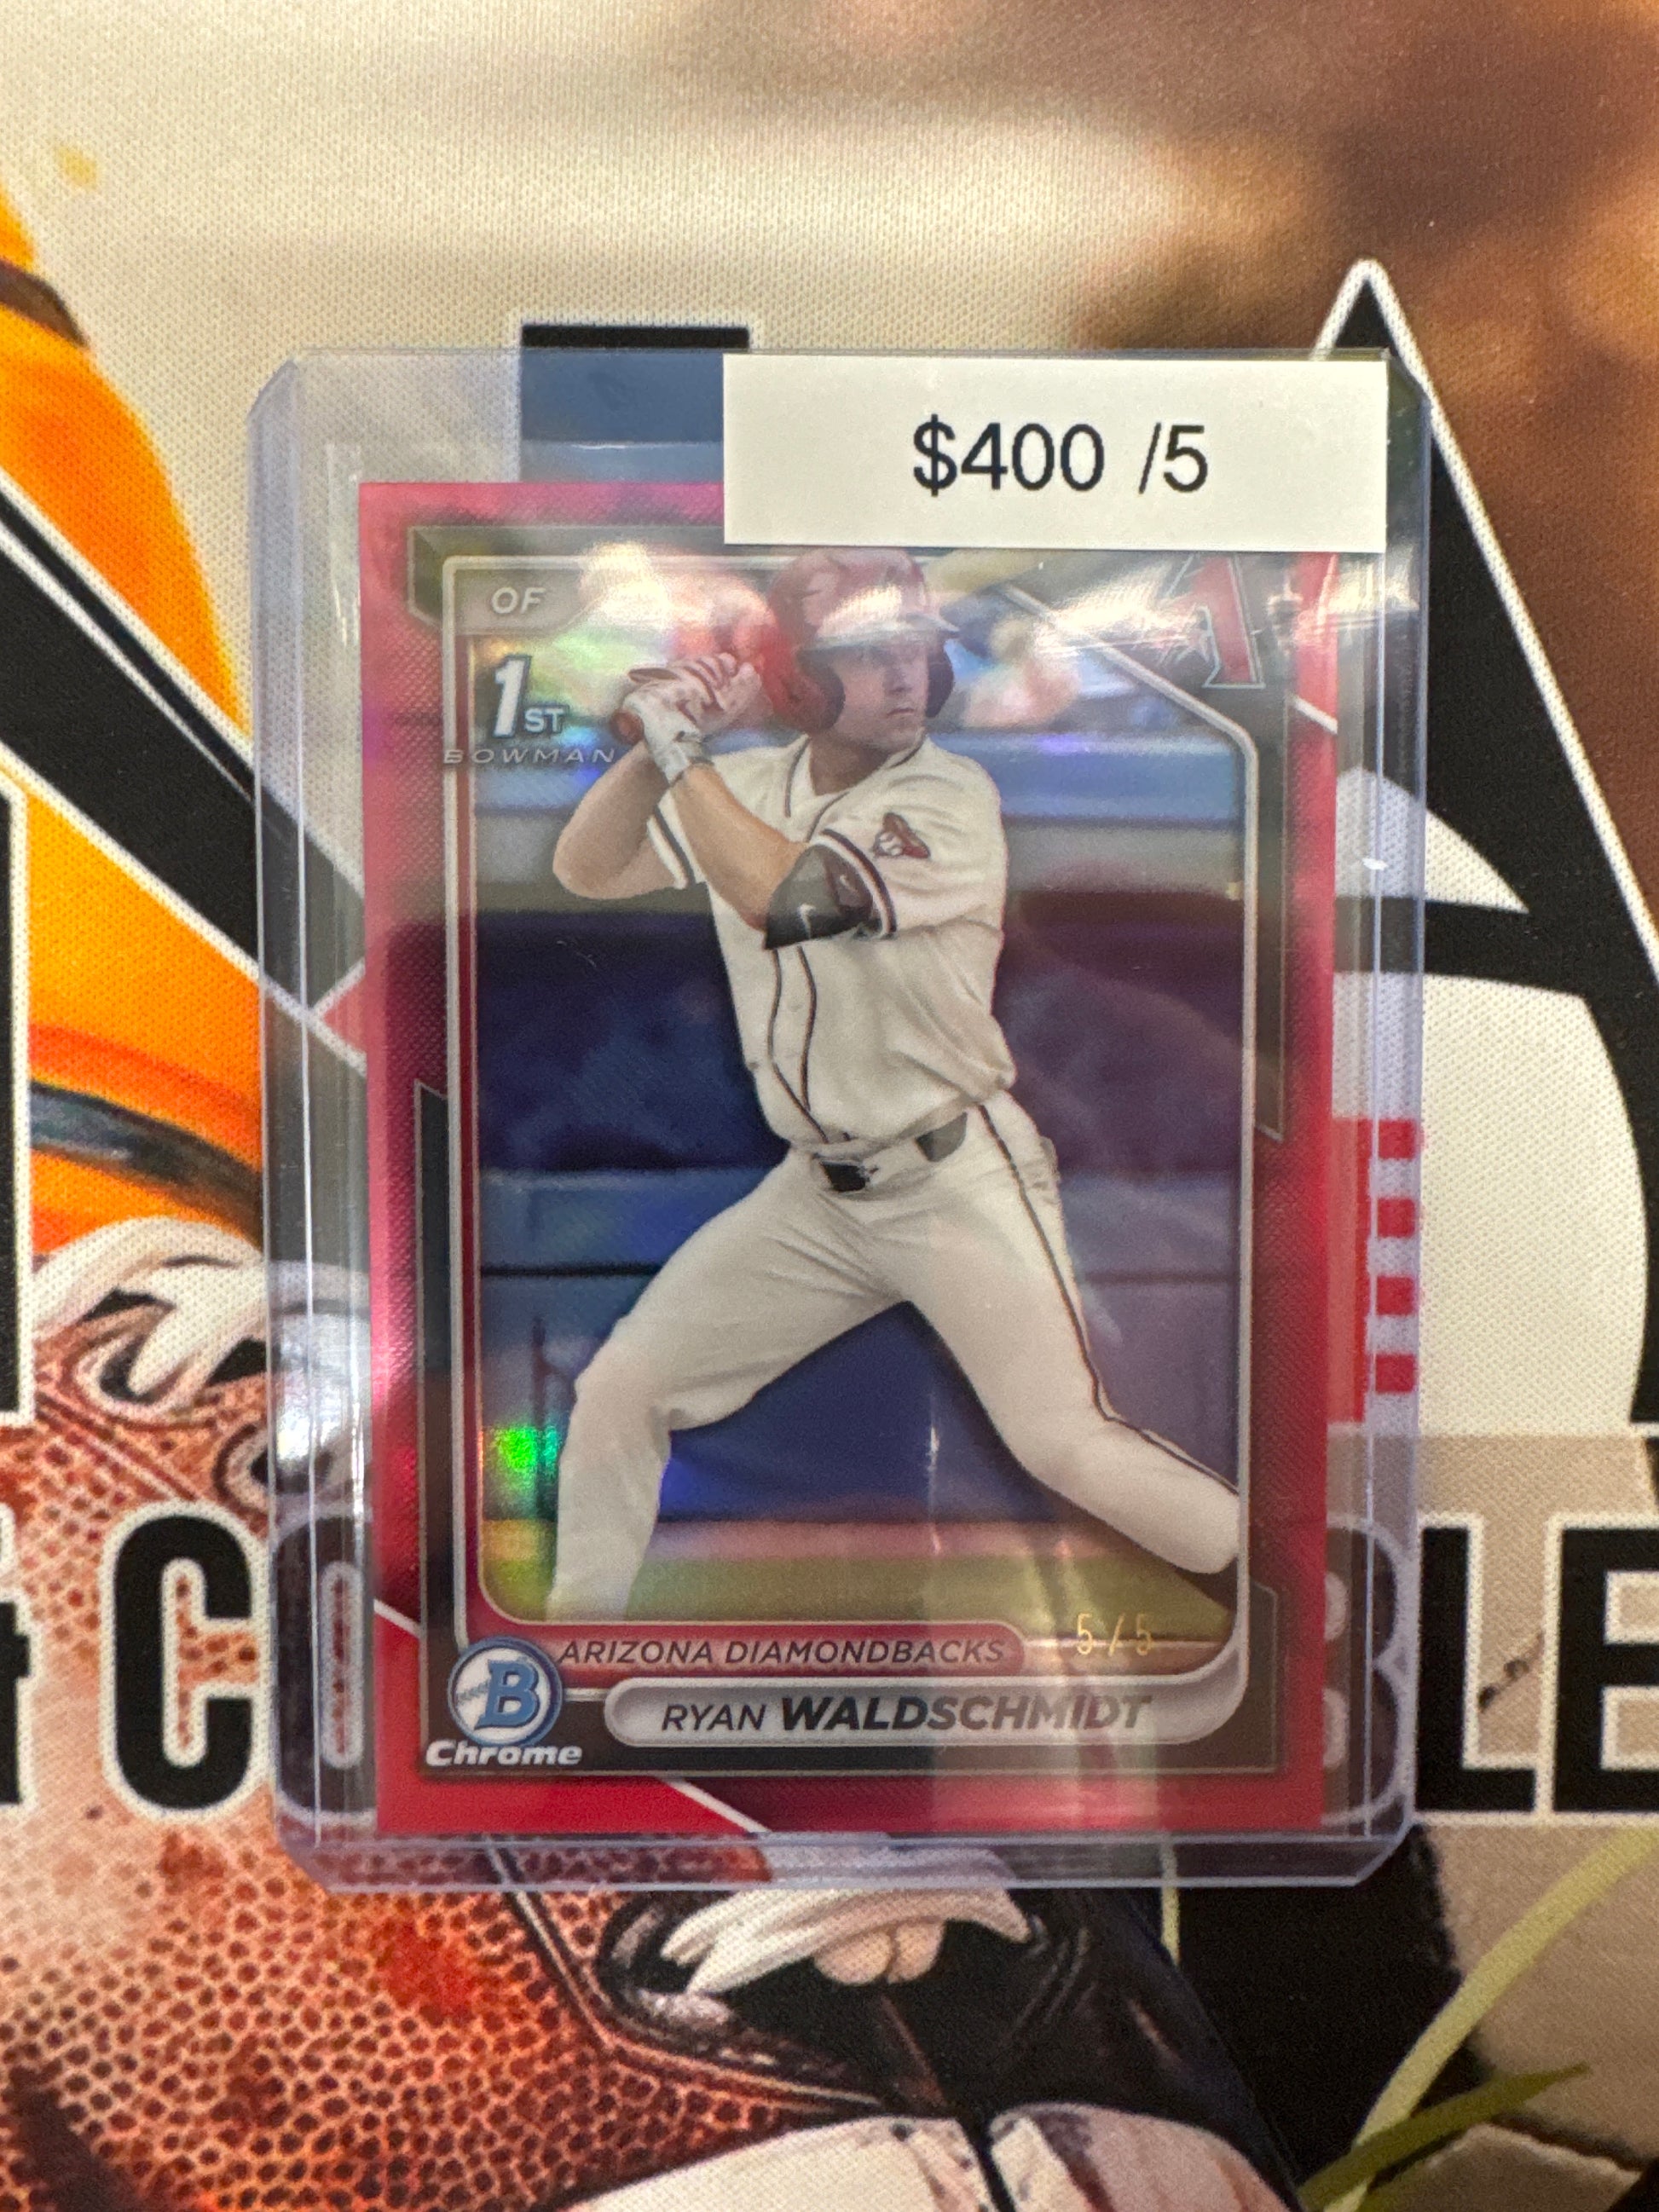 $400 /5
OF
1ST
BOWMAN
A
5/5
ARIZONA DIAMONDBACKS
B
RYAN WALDSCHMIDT
Chrome